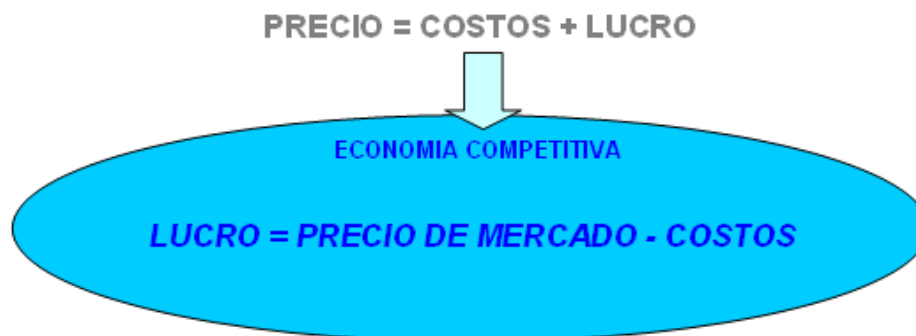 PRECIO = COSTOS + LUCRO
ECONOMIA COMPETITIVA
LUCRO = PRECIO DE MERCADO - COSTOS